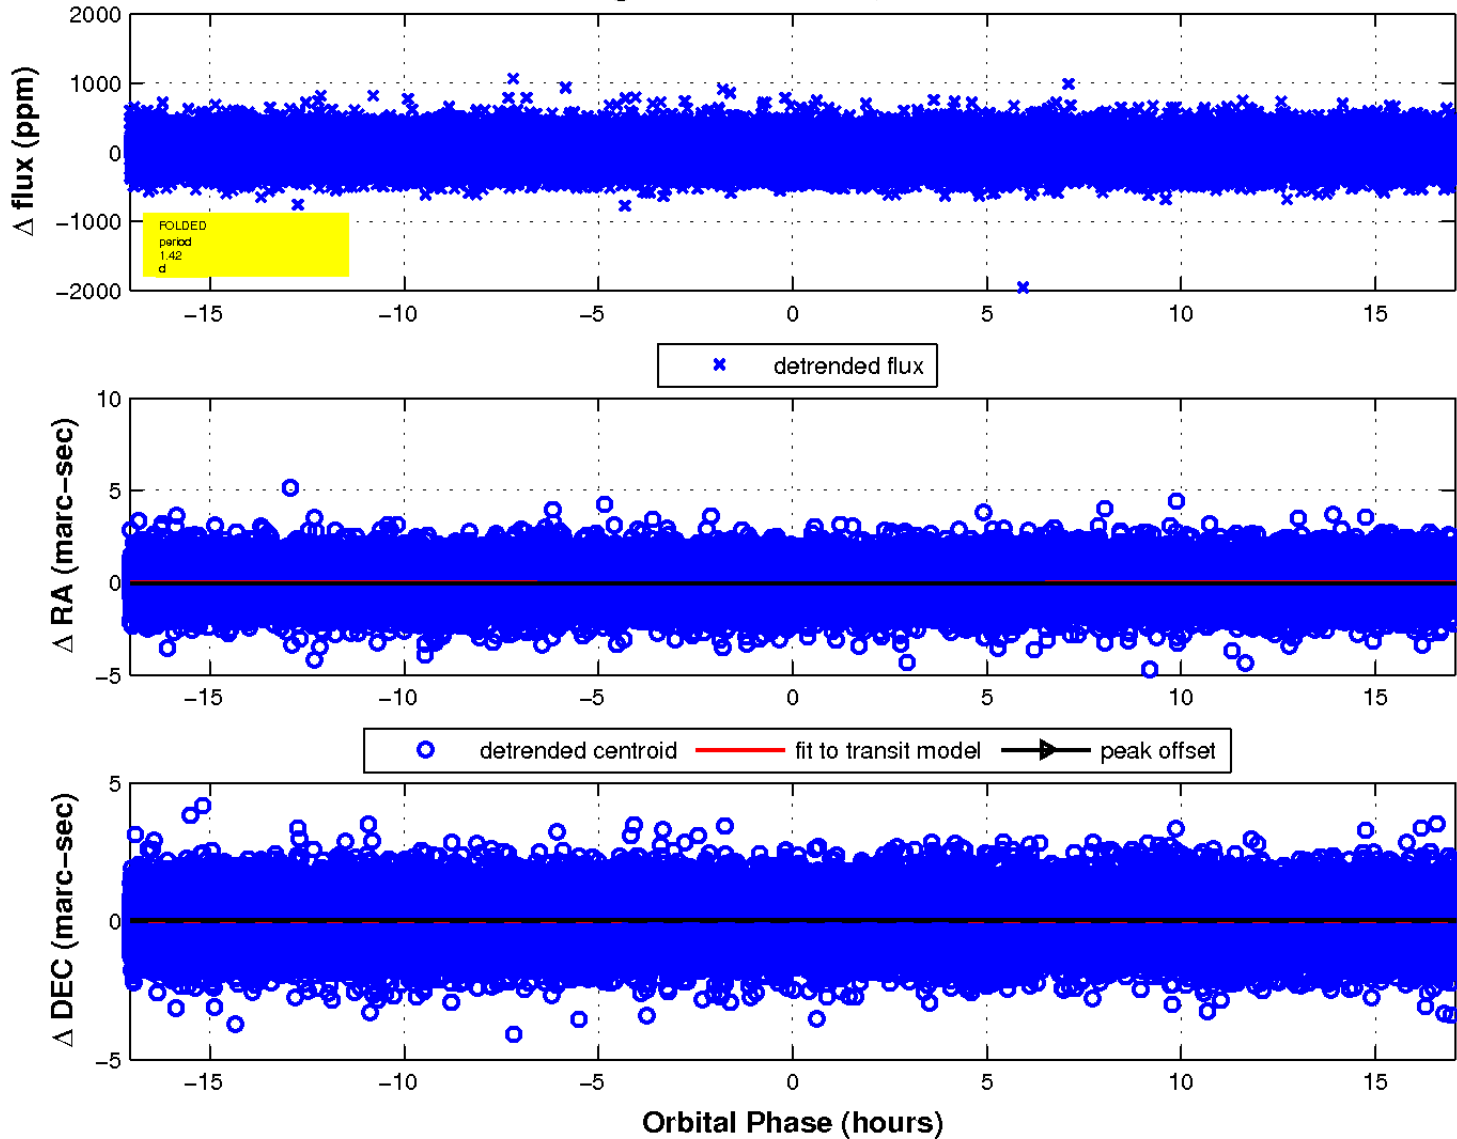 2000
1000
0
−1000
−2000
Δ flux (ppm)
FOLDED
period
1.42
d
−15 −10 −5 0 5 10 15
detrended flux
10
5
0
−5
Δ RA (marc−sec)
−15 −10 −5 0 5 10 15
detrended centroid fit to transit model peak offset
5
0
−5
Δ DEC (marc−sec)
−15 −10 −5 0 5 10 15
Orbital Phase (hours)